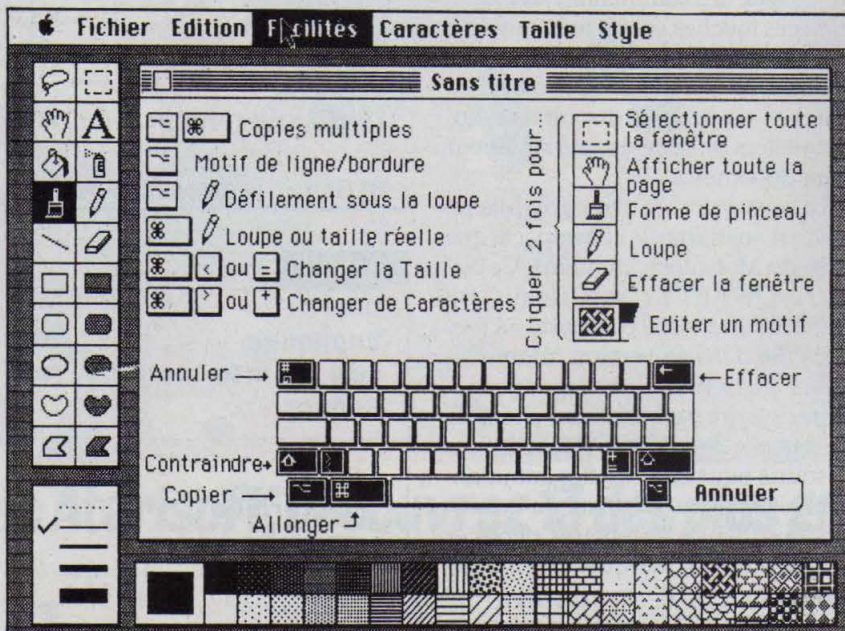 Fichier Edition Facilités Caractères Taille Style
Sans titre
Copies multiples
Motif de ligne/bordure
Défilement sous la loupe
Loupe ou taille réelle
< ou = Changer la Taille
> ou + Changer de Caractères
Cliquer 2 fois pour...
Sélectionner toute
la fenêtre
Afficher toute la
page
Forme de pinceau
Loupe
Effacer la fenêtre
Editer un motif
A
Annuler
Effacer
Contraindre
Copier
Annuler
Allonger